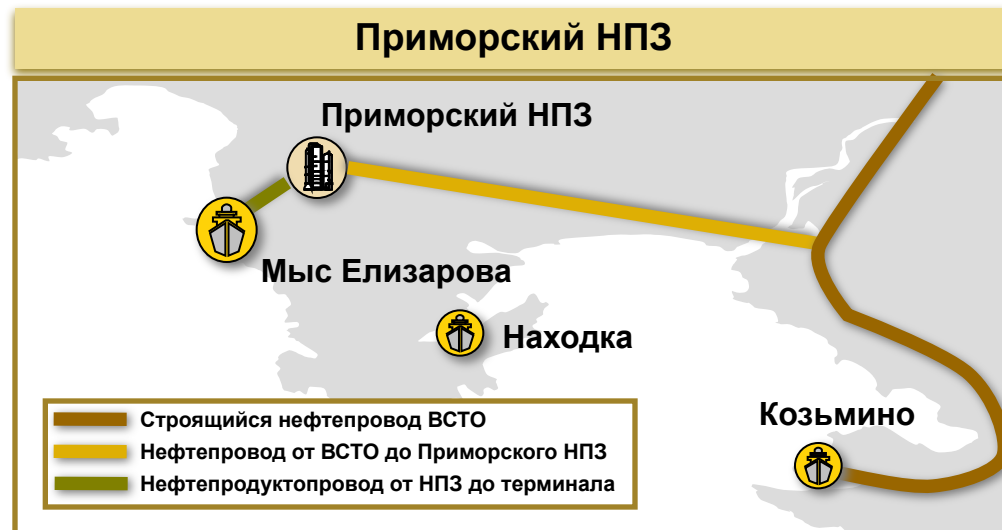 Приморский НПЗ
Приморский НПЗ
Мыс Елизарова
Находка
Козьмино
Строящийся нефтепровод ВСТО
Нефтепровод от ВСТО до Приморского НПЗ
Нефтепродуктопровод от НПЗ до терминала